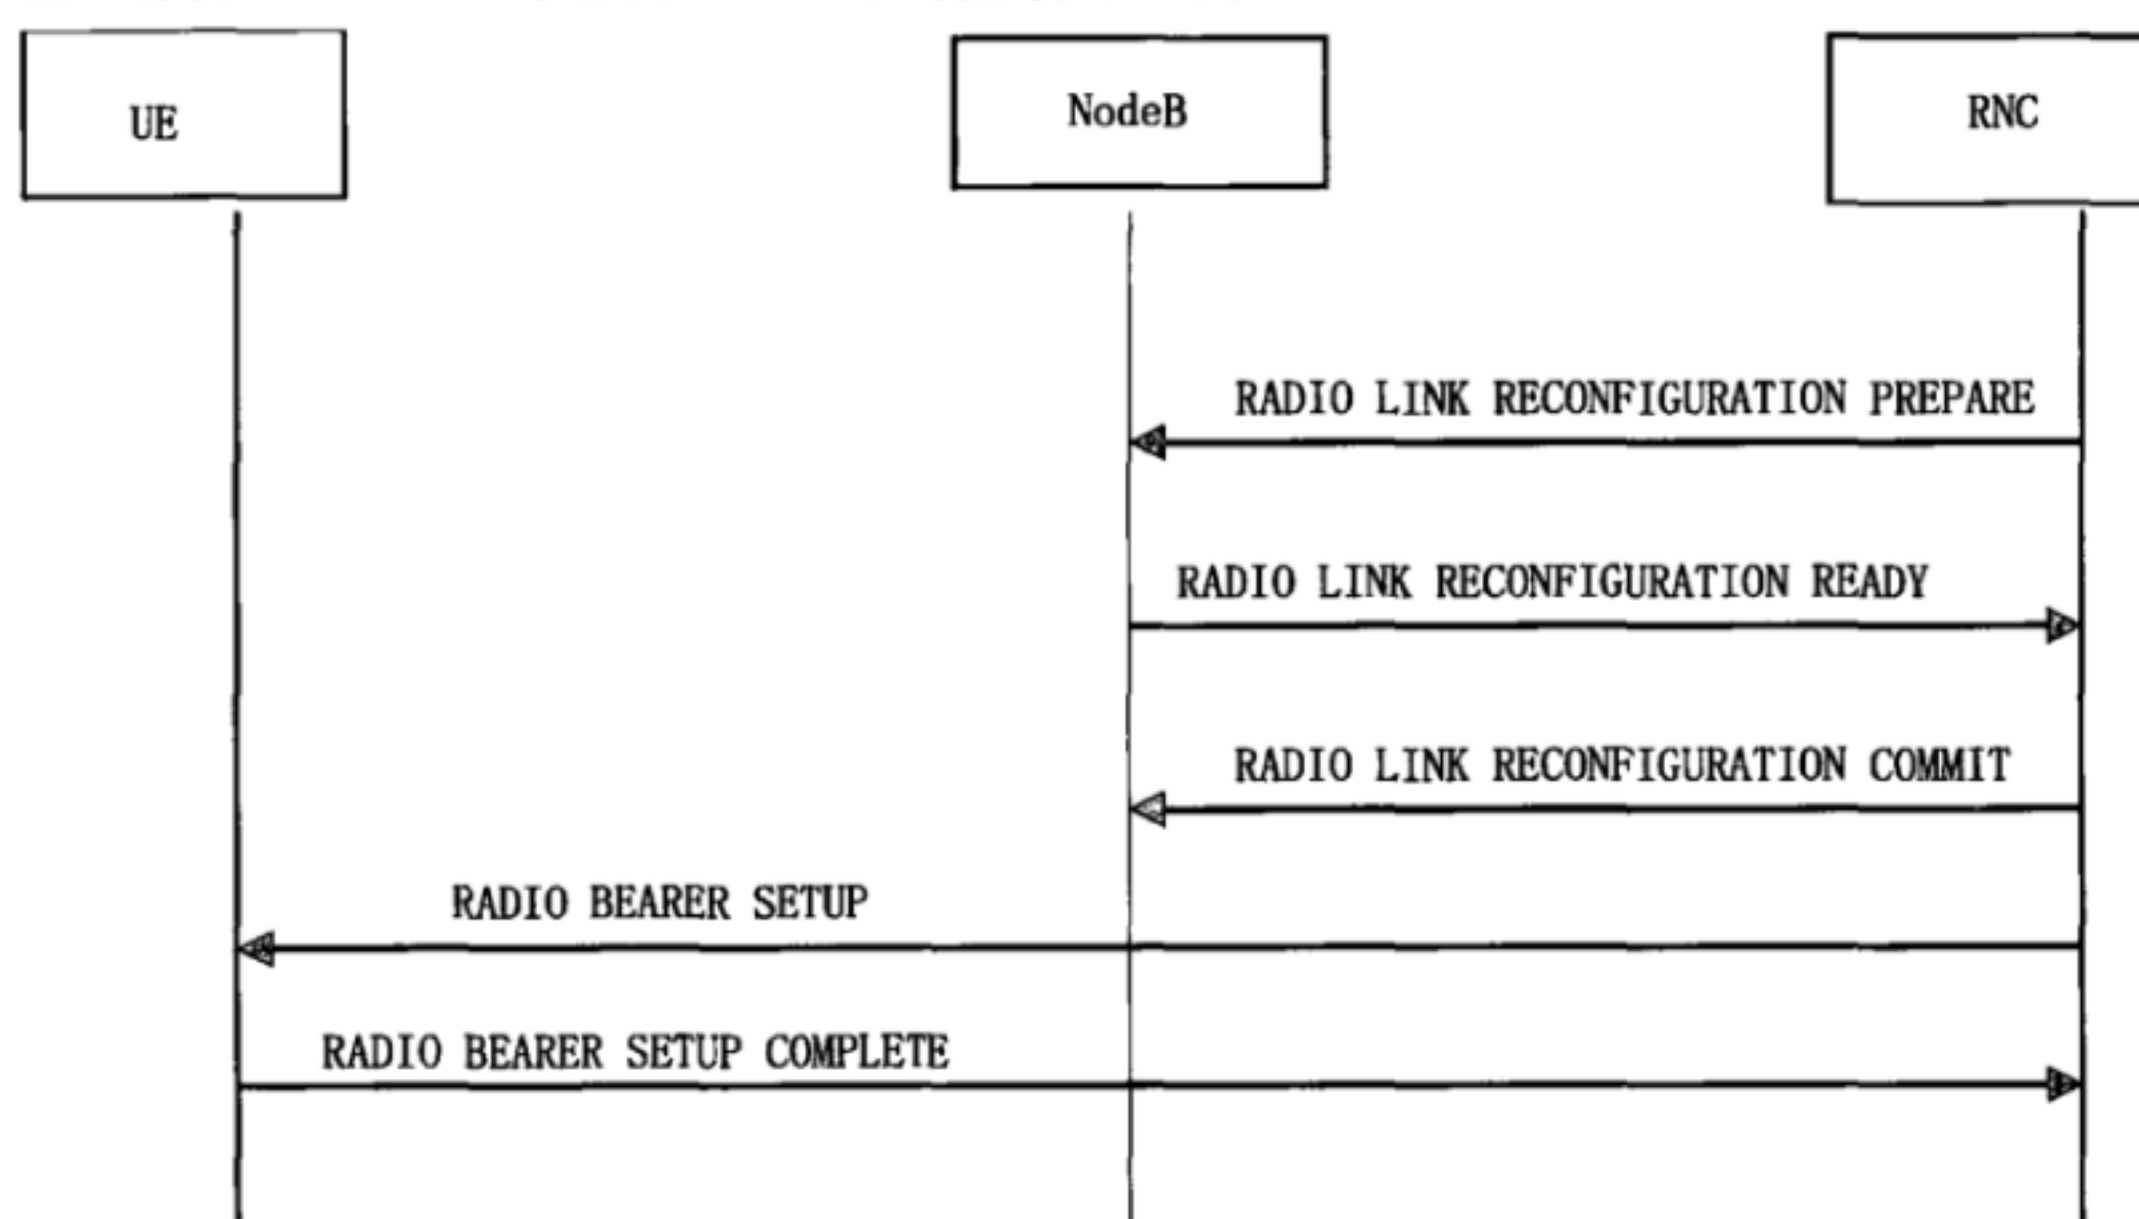 UE
NodeB
RNC
RADIO LINK RECONFIGURATION PREPARE
RADIO LINK RECONFIGURATION READY
RADIO LINK RECONFIGURATION COMMIT
RADIO BEARER SETUP
RADIO BEARER SETUP COMPLETE